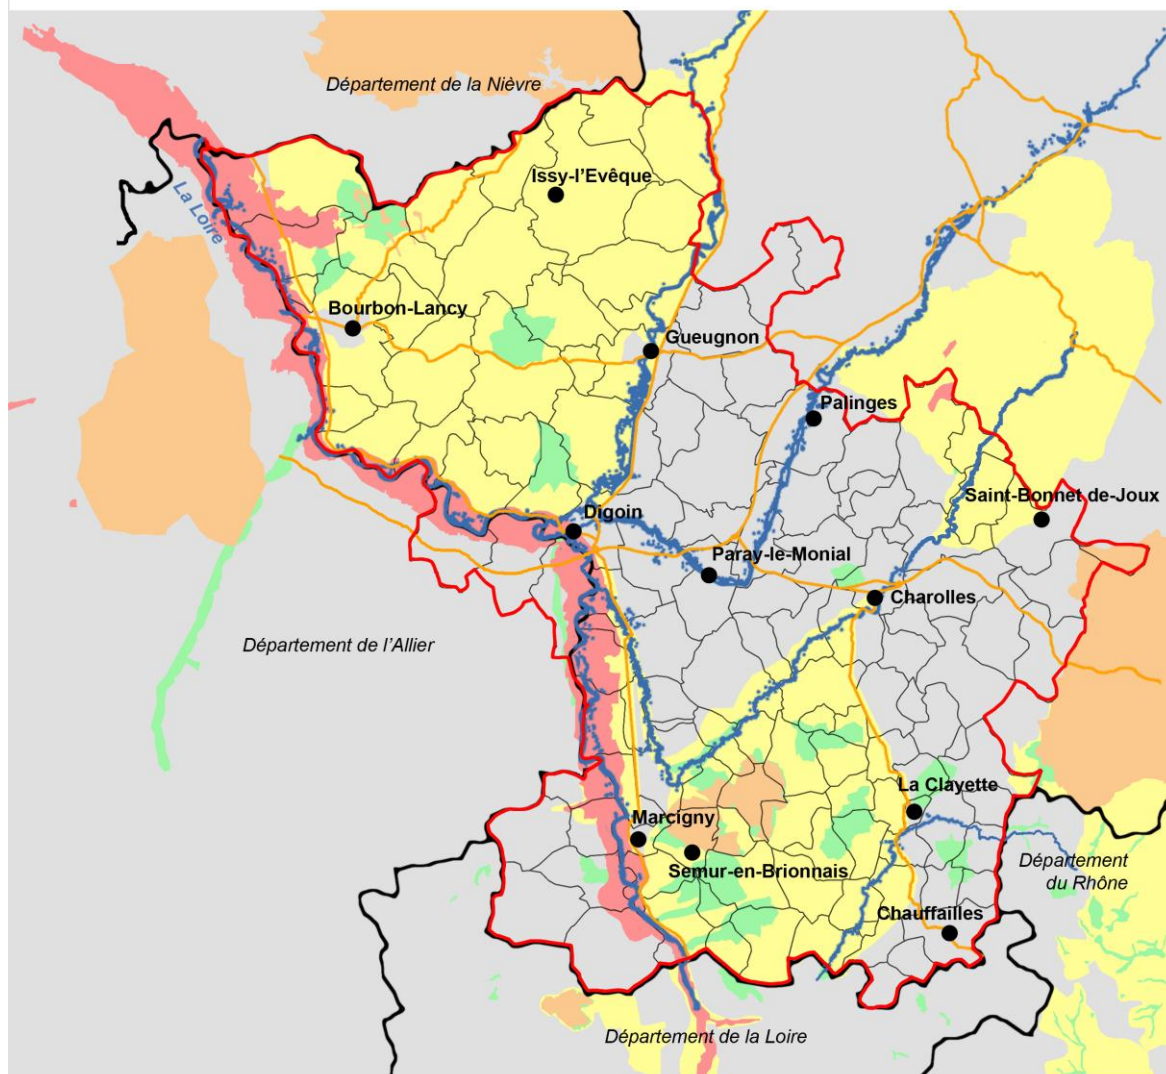 Département de la Nièvre
Issy-l'Evêque
La Loire
Bourbon-Lancy
Gueugnon
Palinges
Saint-Bonnet de-Joux
Digoin
Paray-le-Monial
Charolles
Département de l'Allier
La Clayette
Marcigny
Semur-en-Brionnais
Département
du Rhône
Chauffailles
Département de la Loire